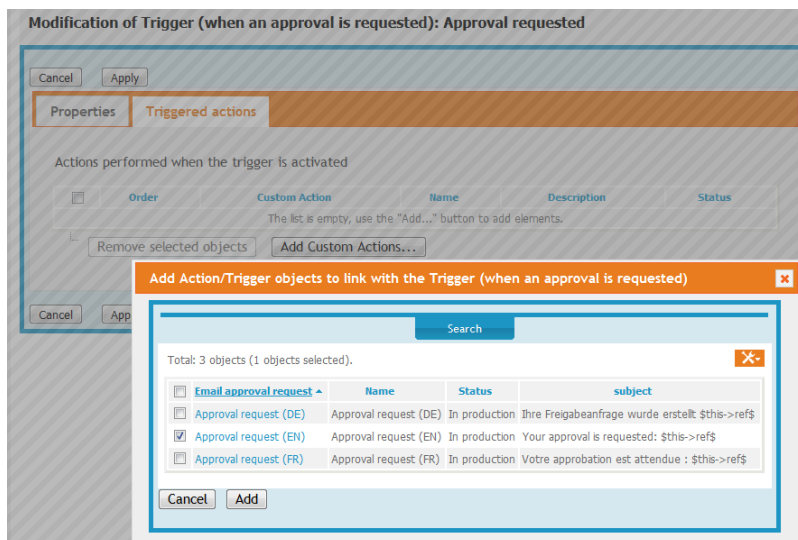 Modification of Trigger (when an approval is requested): Approval requested
Cancel Apply
Properties Triggered actions
Actions performed when the trigger is activated
Order Custom Action Name Description Status
The list is empty, use the "Add..." button to add elements.
Remove selected objects Add Custom Actions...
Add Action/Trigger objects to link with the Trigger (when an approval is requested)
Cancel App
Search
Total: 3 objects (1 objects selected).
Email approval request Name Status subject
Approval request (DE) Approval request (DE) In production Ihre Freigabeanfrage wurde erstellt $this->ref$
Approval request (EN) Approval request (EN) In production Your approval is requested: $this->ref$
Approval request (FR) Approval request (FR) In production Votre approbation est attendue : $this->ref$
Cancel Add